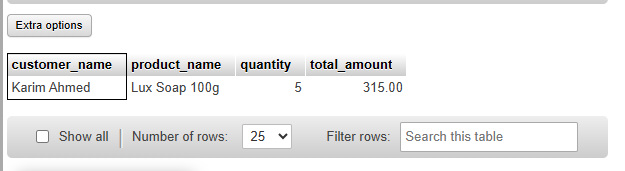 Extra options
customer_name product_name quantity total_amount
Karim Ahmed Lux Soap 100g 5 315.00
Show all Number of rows: 25 Filter rows: Search this table